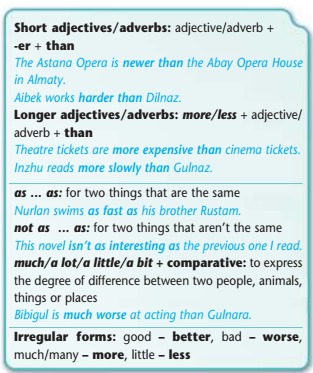 Short adjectives/adverbs: adjective/adverb +
-er + than
The Astana Opera is newer than the Abay Opera House
in Almaty.
Aibek works harder than Dilnaz.
Longer adjectives/adverbs: more/less + adjective/
adverb + than
Theatre tickets are more expensive than cinema tickets.
Inzhu reads more slowly than Gulnaz.
as ... as: for two things that are the same
Nurlan swims as fast as his brother Rustam.
not as ... as: for two things that aren't the same
This novel isn't as interesting as the previous one I read.
much/a lot/a little/a bit + comparative: to express
the degree of difference between two people, animals,
things or places
Bibigul is much worse at acting than Gulnara.
Irregular forms: good – better, bad – worse,
much/many – more, little – less